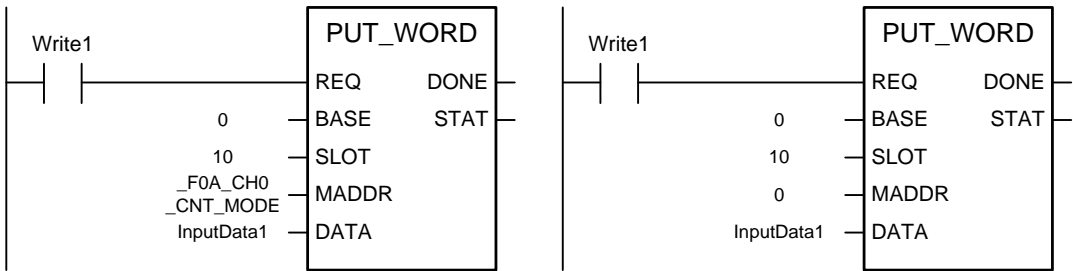 PUT_WORD
Write1
REQ DONE
0 BASE STAT
10 SLOT
_F0A_CH0
_CNT_MODE MADDR
InputData1 DATA
PUT_WORD
Write1
REQ DONE
0 BASE STAT
10 SLOT
0 MADDR
InputData1 DATA